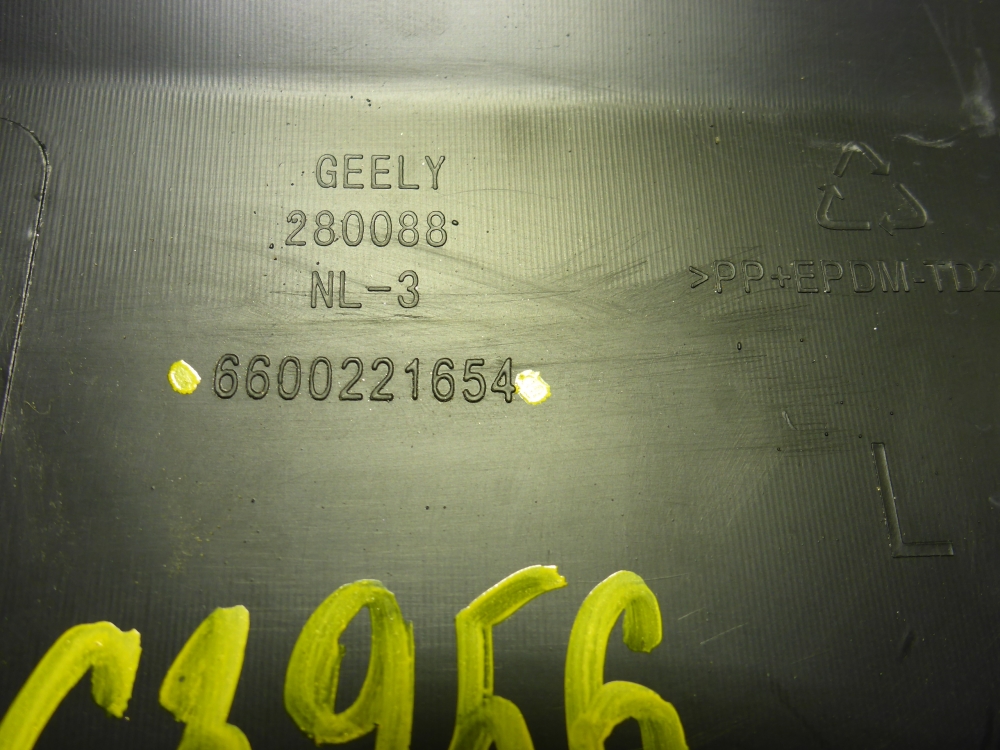 GEELY
280088
NL-3
>PP+EPDM-TD2
6600221654
L